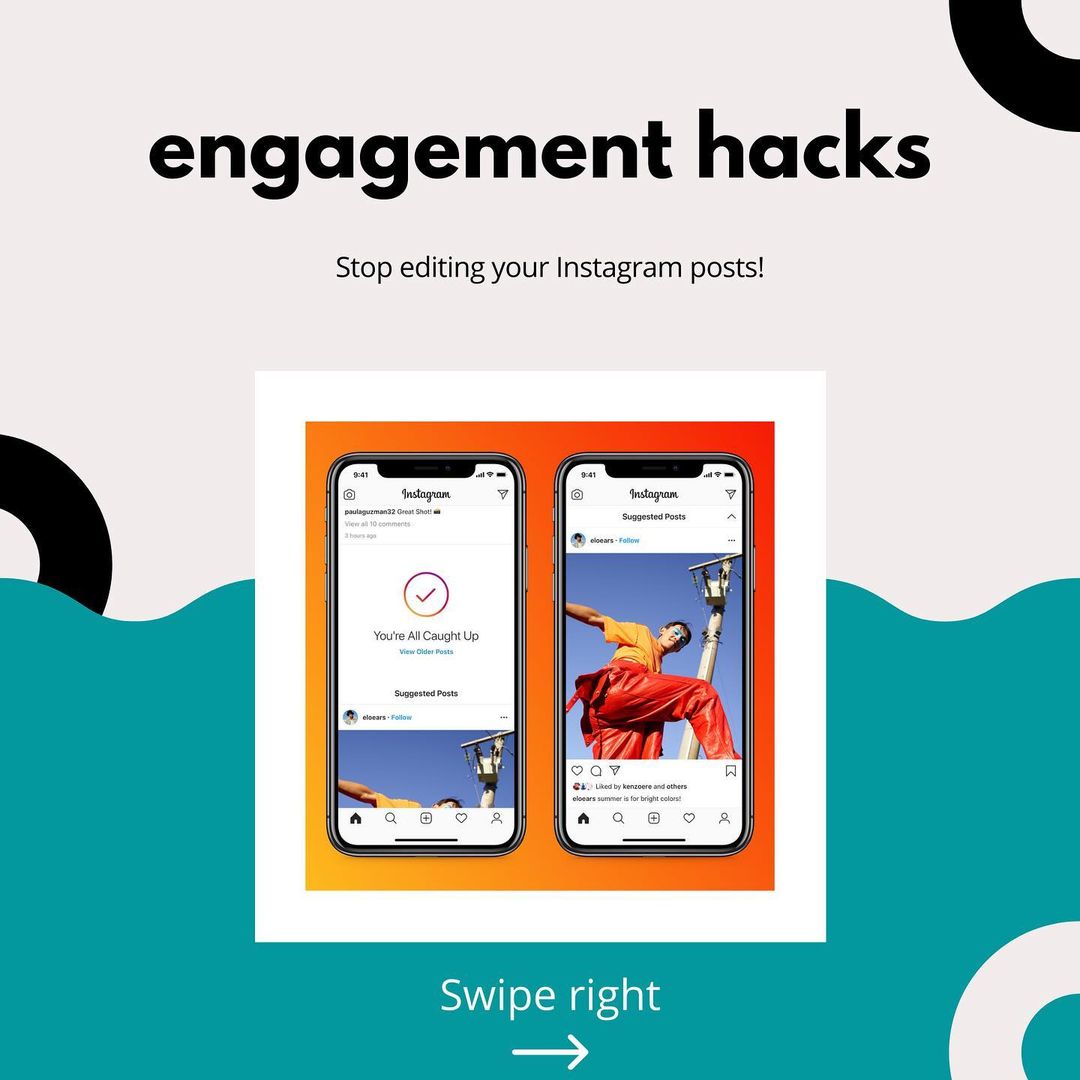 engagement hacks
Stop editing your Instagram posts!
9:41
Instagram
paulaguzman32 Great Shot! 📸
View all 10 comments
3 hours ago
You're All Caught Up
View Older Posts
Suggested Posts
eloears · Follow
9:41
Instagram
Suggested Posts
eloears · Follow
Liked by kenzoere and others
eloears summer is for bright colors!
Swipe right